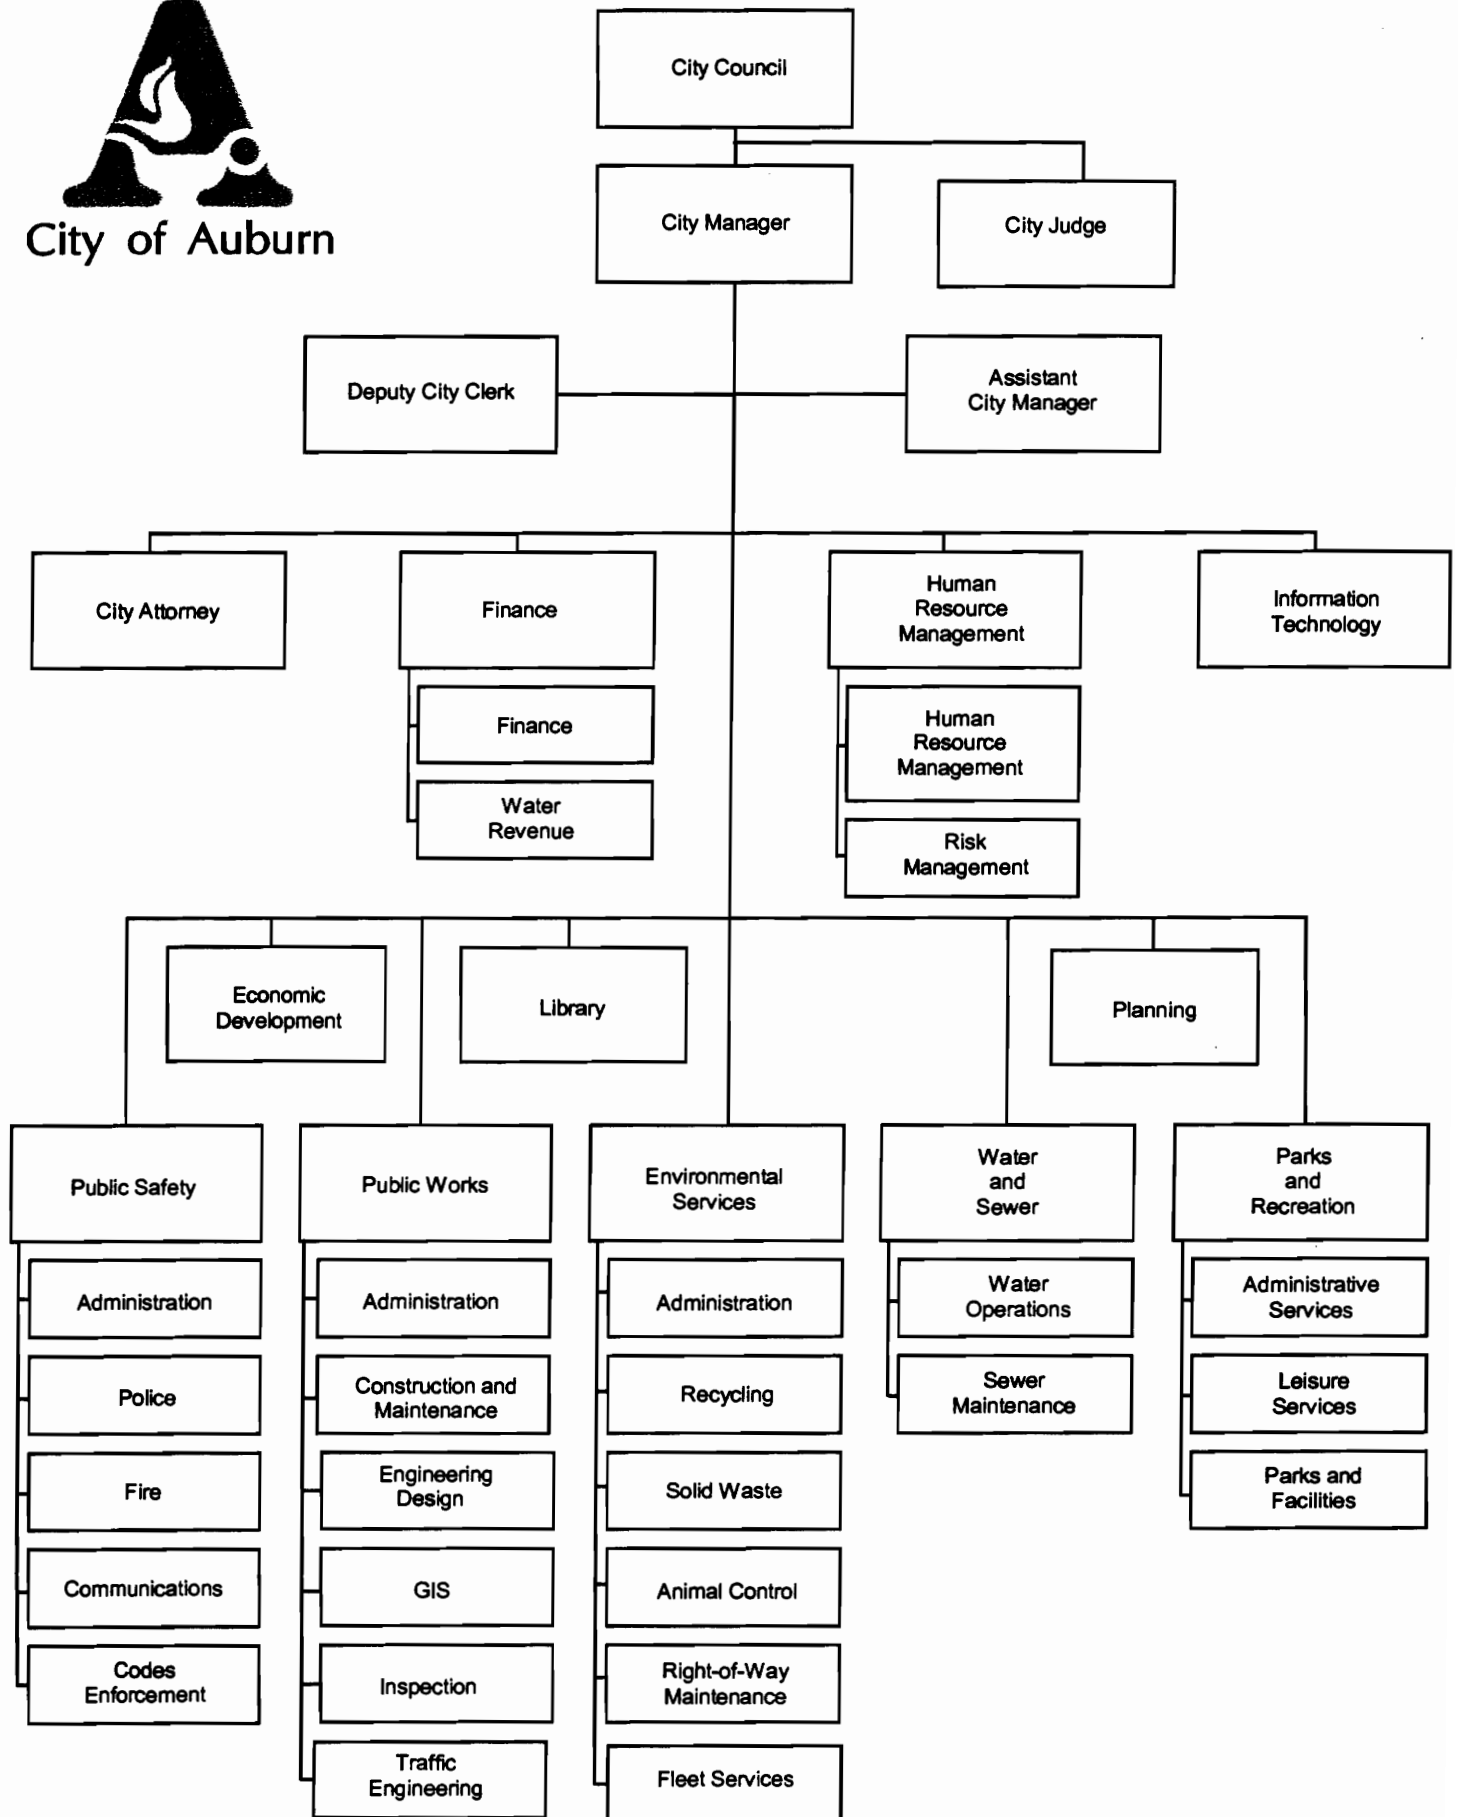 City of Auburn
City Council
City Manager
City Judge
Deputy City Clerk
Assistant
City Manager
City Attorney
Finance
Human
Resource
Management
Information
Technology
Finance
Water
Revenue
Human
Resource
Management
Risk
Management
Economic
Development
Library
Planning
Public Safety
Administration
Police
Fire
Communications
Codes
Enforcement
Public Works
Administration
Construction and
Maintenance
Engineering
Design
GIS
Inspection
Traffic
Engineering
Environmental
Services
Administration
Recycling
Solid Waste
Animal Control
Right-of-Way
Maintenance
Fleet Services
Water
and
Sewer
Water
Operations
Sewer
Maintenance
Parks
and
Recreation
Administrative
Services
Leisure
Services
Parks and
Facilities